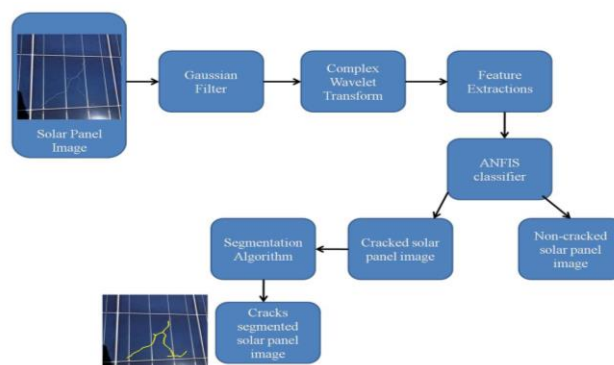 Solar Panel
Image
Gaussian
Filter
Complex
Wavelet
Transform
Feature
Extractions
ANFIS
classifier
Segmentation
Algorithm
Cracked solar
panel image
Non-cracked
solar panel
image
Cracks
segmented
solar panel
image